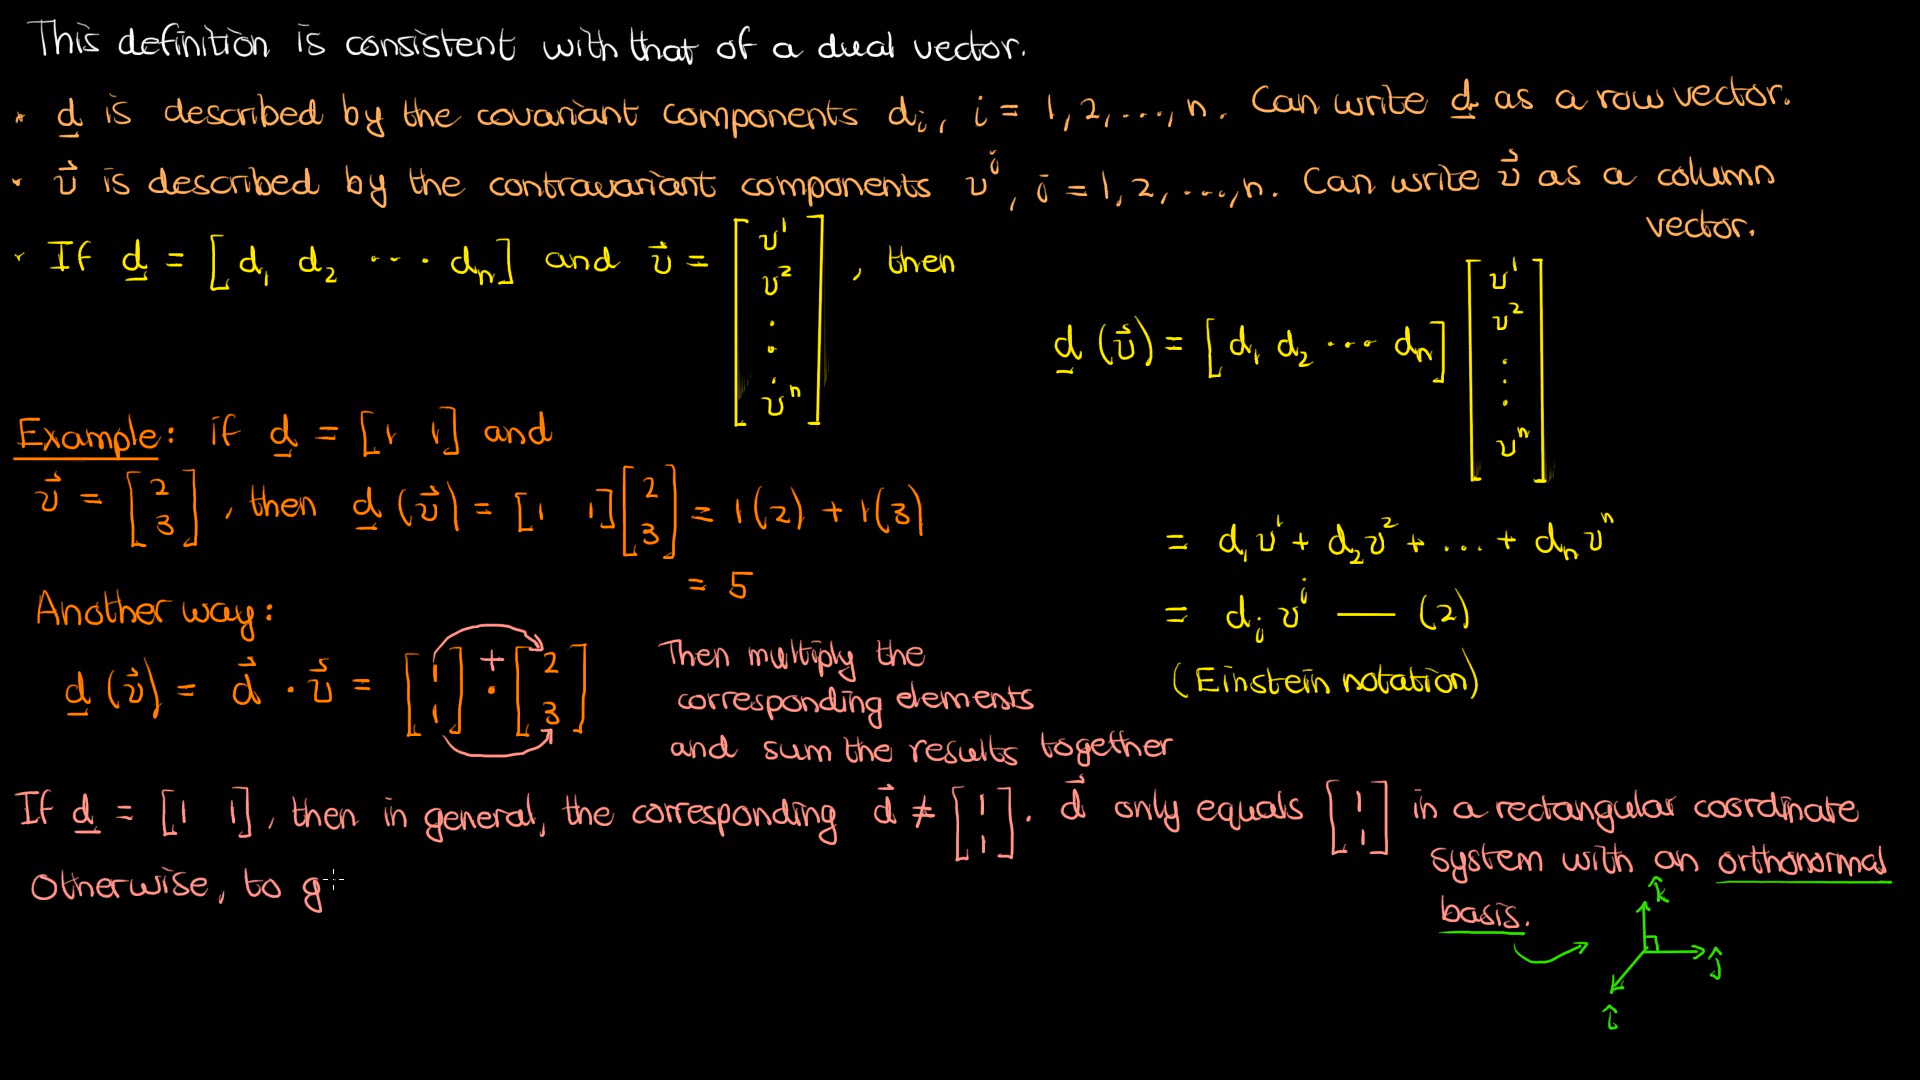 This definition is consistent with that of a dual vector.
• d̲ is described by the covariant components dᵢ, i = 1, 2, ..., n. Can write d̲ as a row vector.
• v⃗ is described by the contravariant components vⁱ, i = 1, 2, ..., n. Can write v⃗ as a column
vector.
• If d̲ = [d₁ d₂ ... dₙ] and v⃗ = [v¹ v² ... vⁿ], then
d̲(v⃗) = [d₁ d₂ ... dₙ] [v¹ v² ... vⁿ]
= d₁v¹ + d₂v² + ... + dₙvⁿ
= dᵢvⁱ — (2)
(Einstein notation)
Example: if d̲ = [1 1] and
v⃗ = [2 3], then d̲(v⃗) = [1 1] [2 3] = 1(2) + 1(3)
= 5
Another way:
d̲(v⃗) = d⃗ · v⃗ = [1 1] · [2 3]
+
Then multiply the
corresponding elements
and sum the results together
If d̲ = [1 1], then in general, the corresponding d⃗ ≠ [1 1]. d⃗ only equals [1 1] in a rectangular coordinate
system with an orthonormal
basis.
Otherwise, to g
k̂
ĵ
î